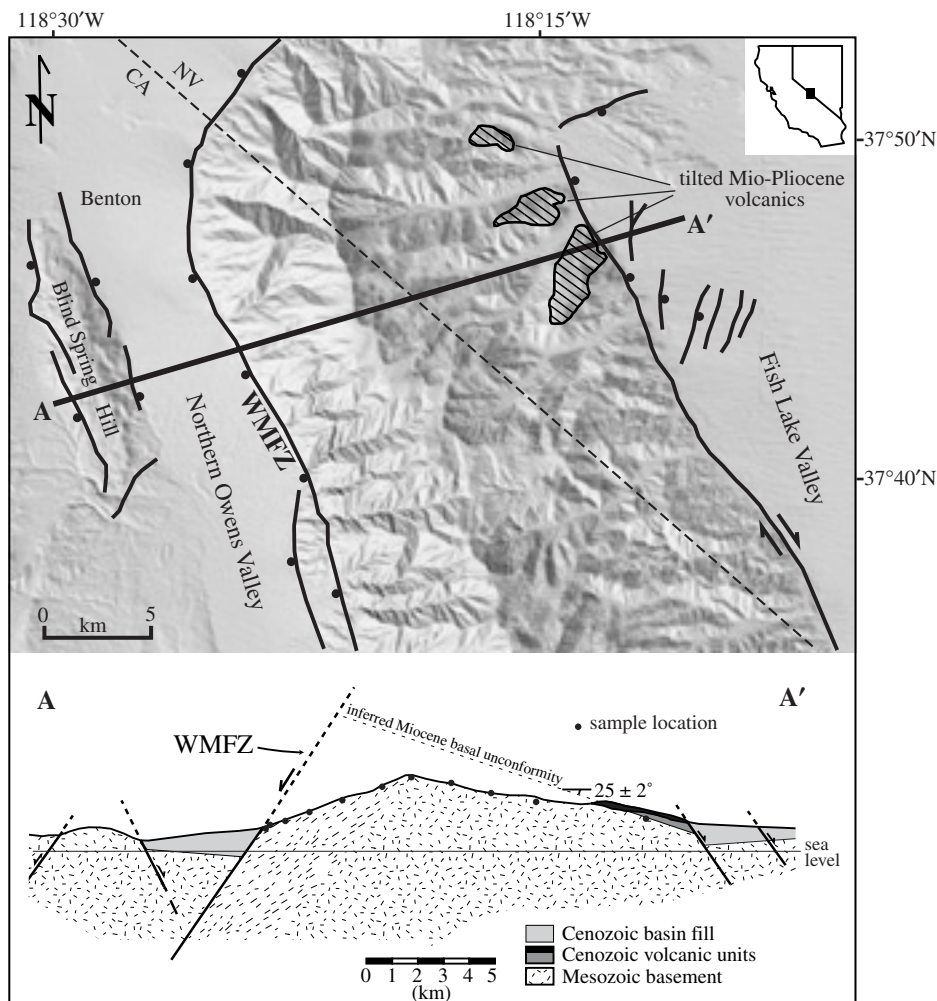 118°30′W
118°15′W
N
NV
CA
37°50′N
Benton
tilted Mio-Pliocene
volcanics
A′
Blind Spring
Hill
A
WMFZ
Northern Owens Valley
Fish Lake Valley
37°40′N
0 5
km
A
A′
WMFZ
inferred Miocene basal unconformity
sample location
25 ± 2°
sea
level
Cenozoic basin fill
Cenozoic volcanic units
Mesozoic basement
0 1 2 3 4 5
(km)